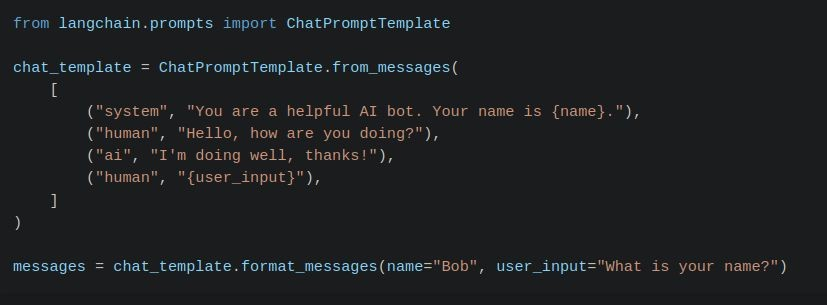 from langchain.prompts import ChatPromptTemplate
chat_template = ChatPromptTemplate.from_messages(
[
("system", "You are a helpful AI bot. Your name is {name}."),
("human", "Hello, how are you doing?"),
("ai", "I'm doing well, thanks!"),
("human", "{user_input}"),
]
)
messages = chat_template.format_messages(name="Bob", user_input="What is your name?")